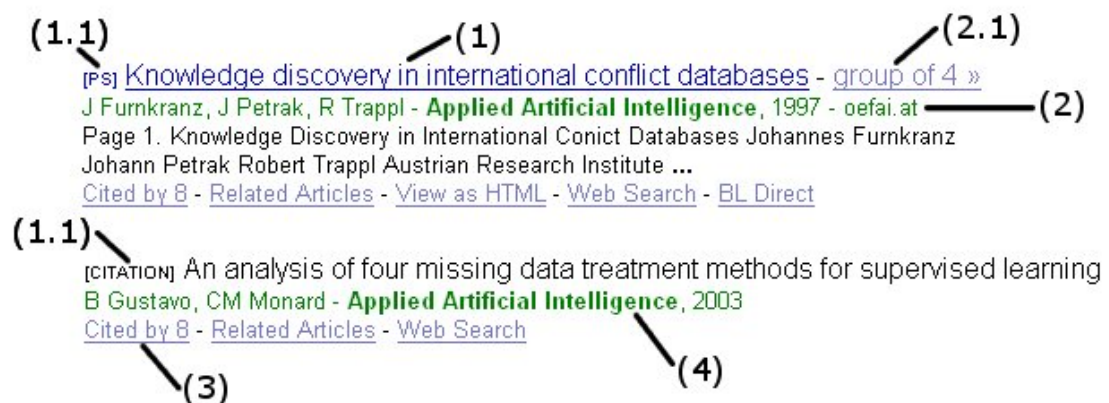 (1.1) (1) (2.1)
[PS] Knowledge discovery in international conflict databases - group of 4 »
J Furnkranz, J Petrak, R Trappl - Applied Artificial Intelligence, 1997 - oefai.at (2)
Page 1. Knowledge Discovery in International Conict Databases Johannes Furnkranz
Johann Petrak Robert Trappl Austrian Research Institute ...
Cited by 8 - Related Articles - View as HTML - Web Search - BL Direct
(1.1)
[CITATION] An analysis of four missing data treatment methods for supervised learning
B Gustavo, CM Monard - Applied Artificial Intelligence, 2003
Cited by 8 - Related Articles - Web Search
(3) (4)